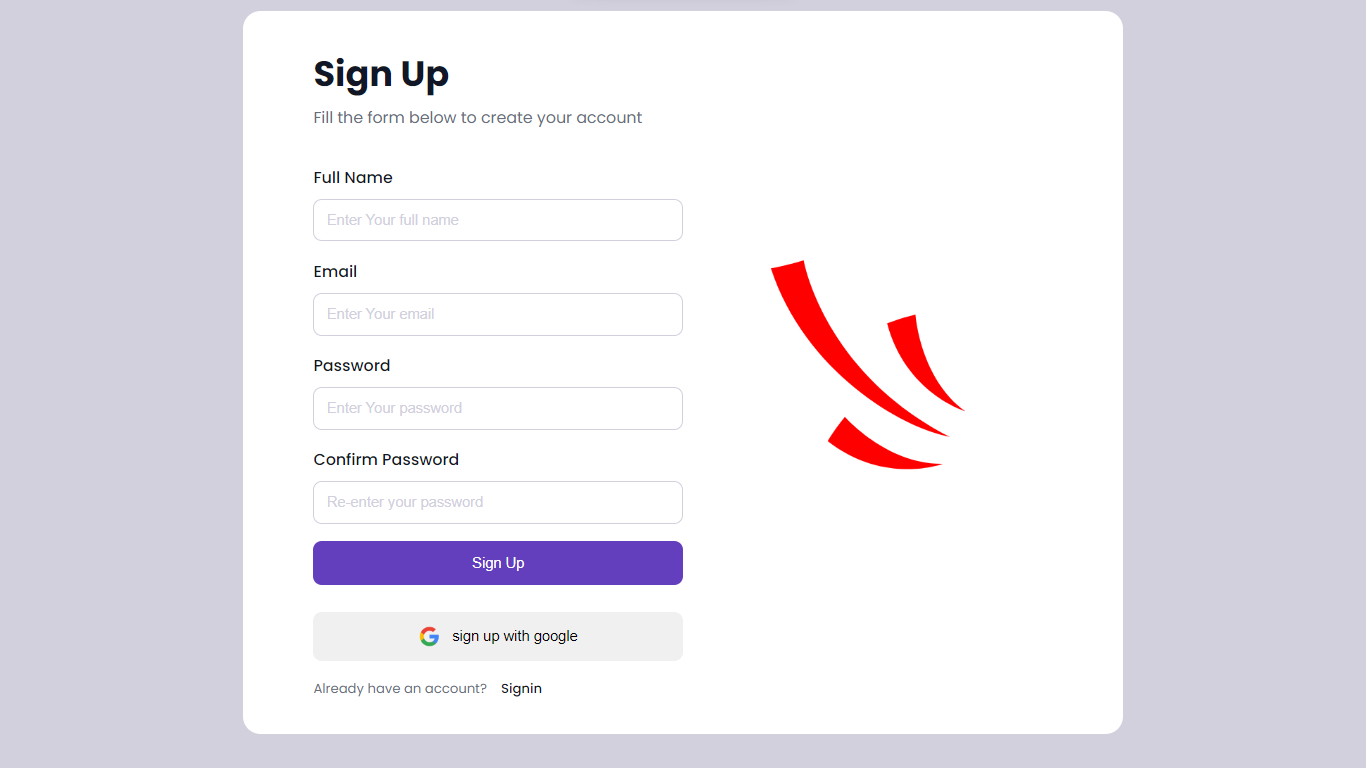 Sign Up
Fill the form below to create your account
Full Name
Enter Your full name
Email
Enter Your email
Password
Enter Your password
Confirm Password
Re-enter your password
Sign Up
sign up with google
Already have an account? Signin